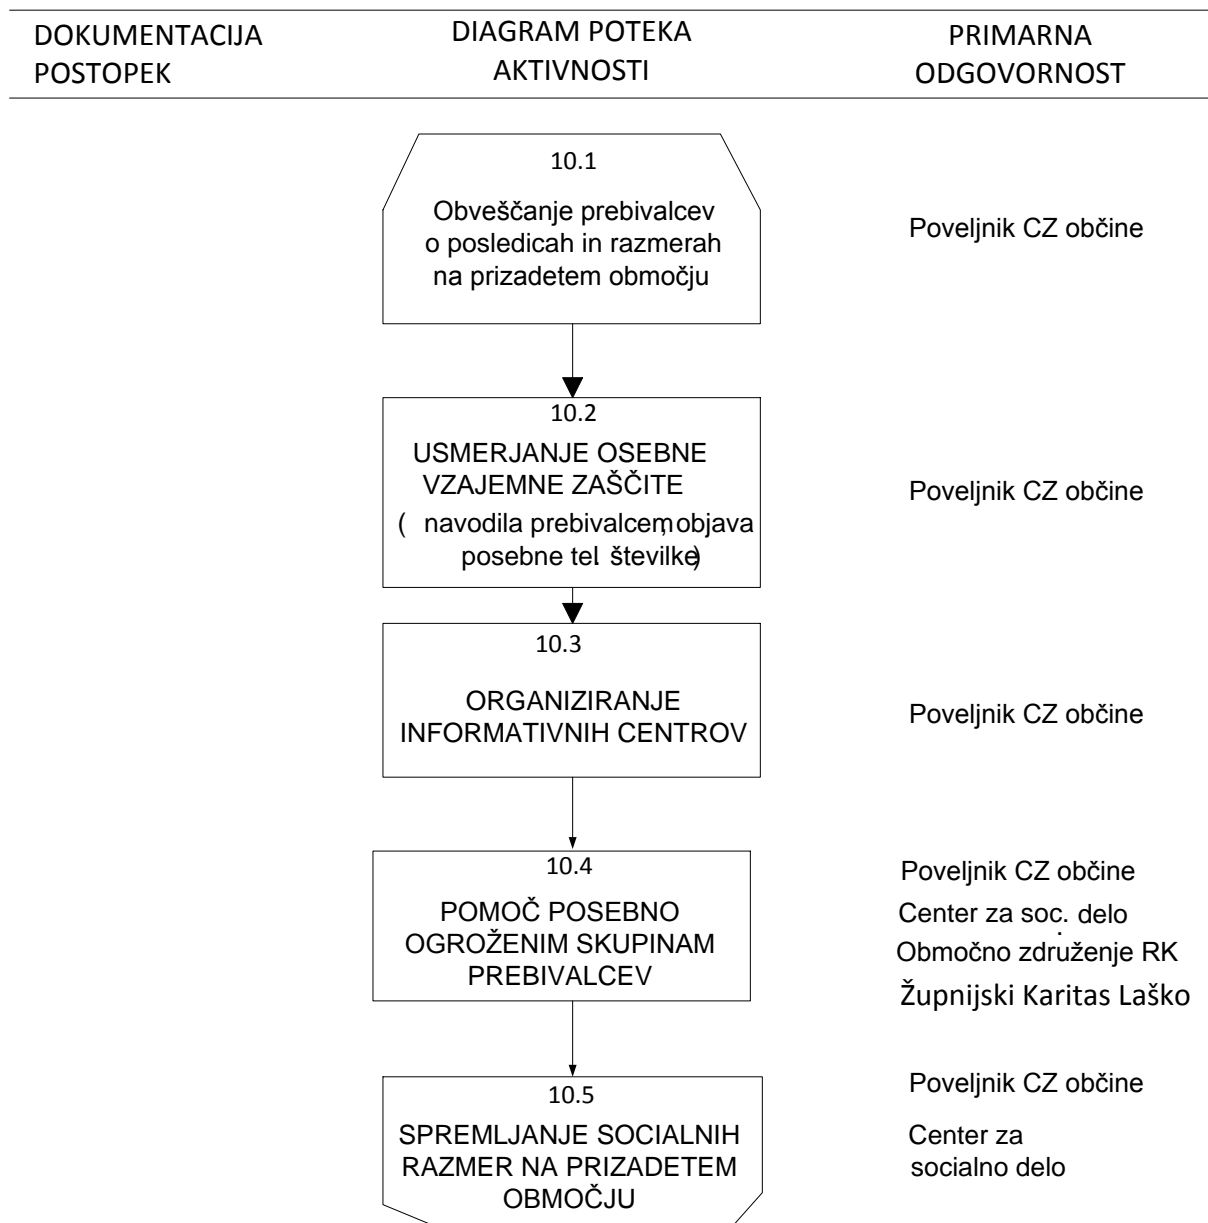 DOKUMENTACIJA
POSTOPEK
DIAGRAM POTEKA
AKTIVNOSTI
PRIMARNA
ODGOVORNOST
10.1
Obveščanje prebivalcev
o posledicah in razmerah
na prizadetem območju
Poveljnik CZ občine
10.2
USMERJANJE OSEBNE
VZAJEMNE ZAŠČITE
( navodila prebivalcem, objava
posebne tel. številke)
Poveljnik CZ občine
10.3
ORGANIZIRANJE
INFORMATIVNIH CENTROV
Poveljnik CZ občine
10.4
POMOČ POSEBNO
OGROŽENIM SKUPINAM
PREBIVALCEV
Poveljnik CZ občine
Center za soc. delo
Območno združenje RK
Župnijski Karitas Laško
10.5
SPREMLJANJE SOCIALNIH
RAZMER NA PRIZADETEM
OBMOČJU
Poveljnik CZ občine
Center za
socialno delo